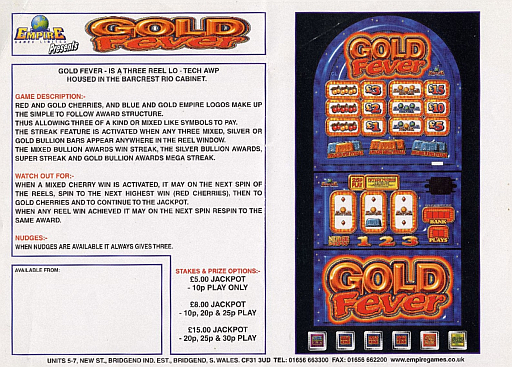 EMPIRE
GAMES LIMITED
Presents
GOLD
Fever
GOLD FEVER - IS A THREE REEL LO - TECH AWP
HOUSED IN THE BARCREST RIO CABINET.
GAME DESCRIPTION:-
RED AND GOLD CHERRIES, AND BLUE AND GOLD EMPIRE LOGOS MAKE UP
THE SIMPLE TO FOLLOW AWARD STRUCTURE.
THUS ALLOWING THREE OF A KIND OR MIXED LIKE SYMBOLS TO PAY.
THE STREAK FEATURE IS ACTIVATED WHEN ANY THREE MIXED, SILVER OR
GOLD BULLION BARS APPEAR ANYWHERE IN THE REEL WINDOW.
THE MIXED BULLION AWARDS WIN STREAK, THE SILVER BULLION AWARDS,
SUPER STREAK AND GOLD BULLION AWARDS MEGA STREAK.
WATCH OUT FOR:-
WHEN A MIXED CHERRY WIN IS ACTIVATED, IT MAY ON THE NEXT SPIN OF
THE REELS, SPIN TO THE NEXT HIGHEST WIN (RED CHERRIES), THEN TO
GOLD CHERRIES AND TO CONTINUE TO THE JACKPOT.
WHEN ANY REEL WIN ACHIEVED IT MAY ON THE NEXT SPIN RESPIN TO THE
SAME AWARD.
NUDGES:-
WHEN NUDGES ARE AVAILABLE IT ALWAYS GIVES THREE.
AVAILABLE FROM:
STAKES & PRIZE OPTIONS:-
£5.00 JACKPOT
- 10p PLAY ONLY
£8.00 JACKPOT
- 10p, 20p & 25p PLAY
£15.00 JACKPOT
- 20p, 25p & 30p PLAY
GOLD
Fever
£3 £15
£2 £10
£1 £5
1 2 3
BANK
PLAYS
GOLD
Fever
UNITS 5-7, NEW ST., BRIDGEND IND. EST., BRIDGEND, S. WALES. CF31 3UD TEL: 01656 663300 FAX: 01656 662200 www.empiregames.co.uk